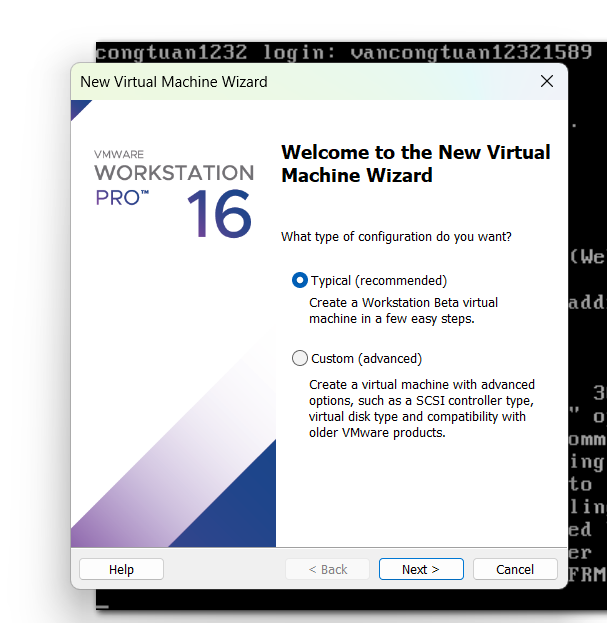 congtuan1232 login: vancongtuan12321589
New Virtual Machine Wizard
VMWARE
WORKSTATION
PRO™ 16
Welcome to the New Virtual
Machine Wizard
What type of configuration do you want?
Typical (recommended)
Create a Workstation Beta virtual
machine in a few easy steps.
Custom (advanced)
Create a virtual machine with advanced
options, such as a SCSI controller type,
virtual disk type and compatibility with
older VMware products.
.
(We
add
" o
omm
ing
to
lin
ed
er
FRM
Help
< Back
Next >
Cancel